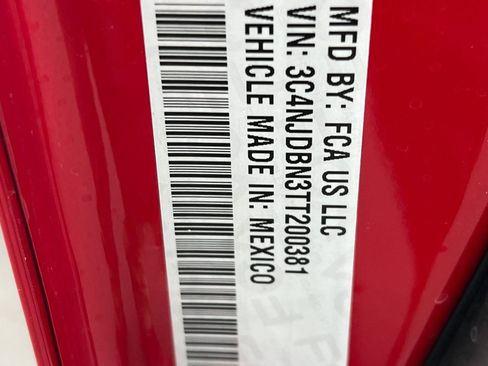 MFD BY: FCA US LLC
VIN: 3C4NJDBN3TT200381
VEHICLE MADE IN: MEXICO